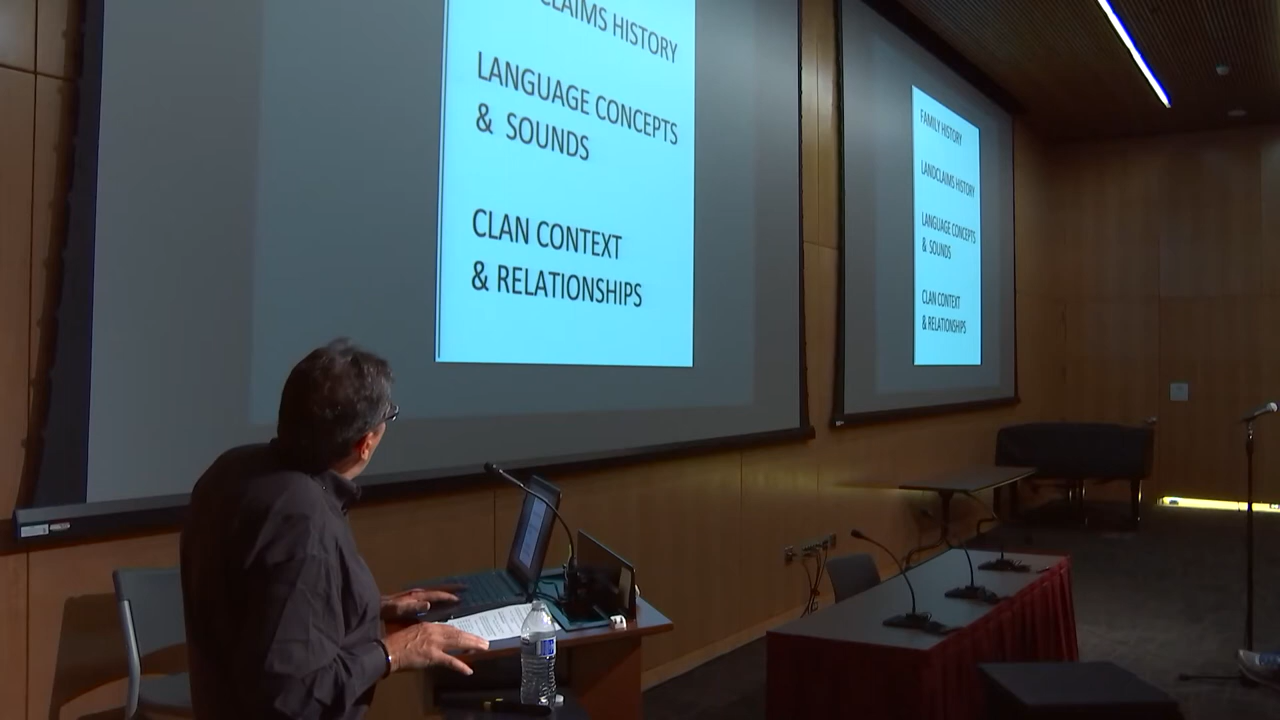 CLAIMS HISTORY
LANGUAGE CONCEPTS
& SOUNDS
CLAN CONTEXT
& RELATIONSHIPS
FAMILY HISTORY
LANDCLAIMS HISTORY
LANGUAGE CONCEPTS
& SOUNDS
CLAN CONTEXT
& RELATIONSHIPS